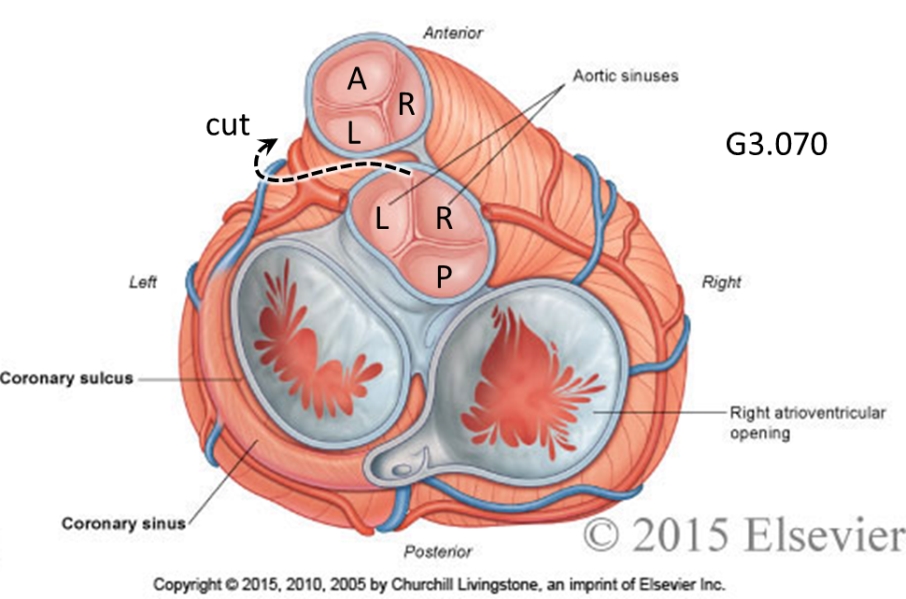 Anterior
Aortic sinuses
A
R
L
cut
G3.070
L
R
P
Left
Right
Coronary sulcus
Right atrioventricular
opening
Coronary sinus
© 2015 Elsevier
Posterior
Copyright © 2015, 2010, 2005 by Churchill Livingstone, an imprint of Elsevier Inc.